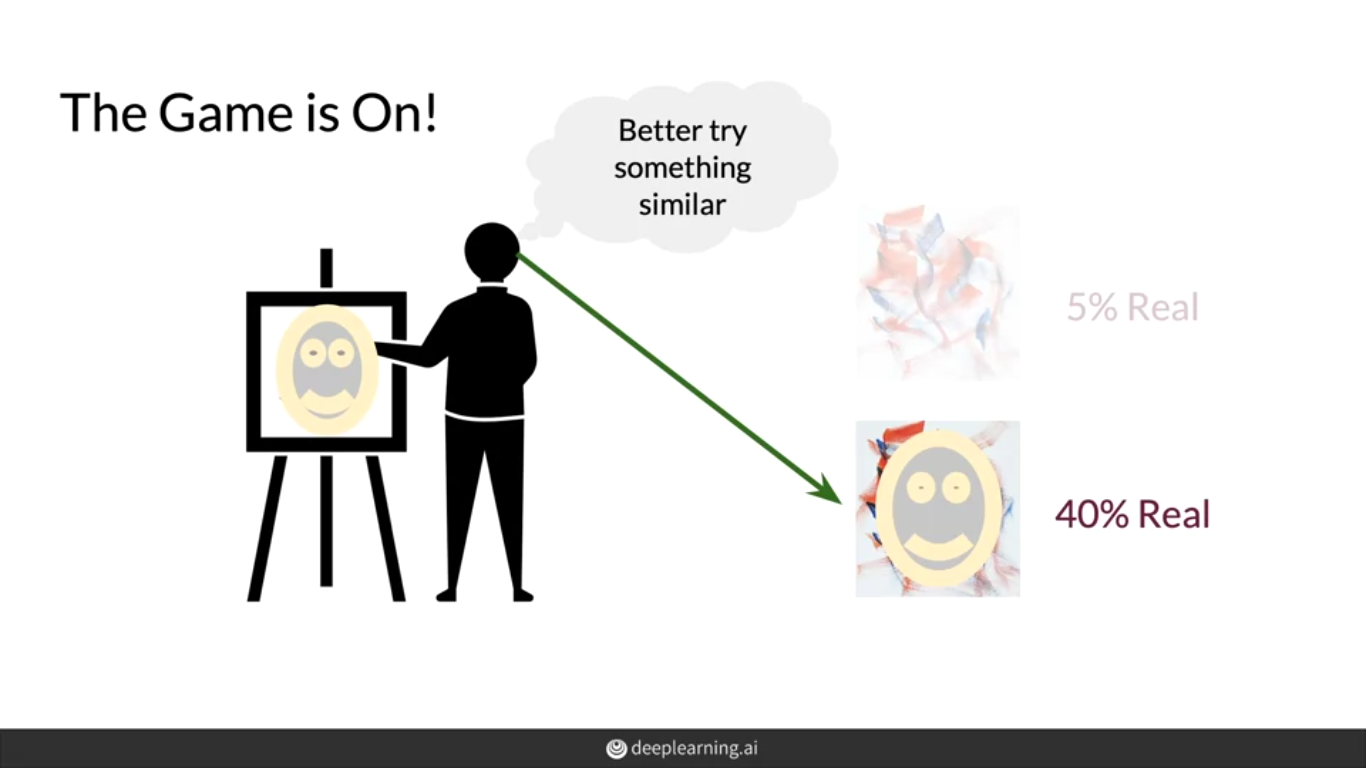 The Game is On!
Better try
something
similar
5% Real
40% Real
deeplearning.ai